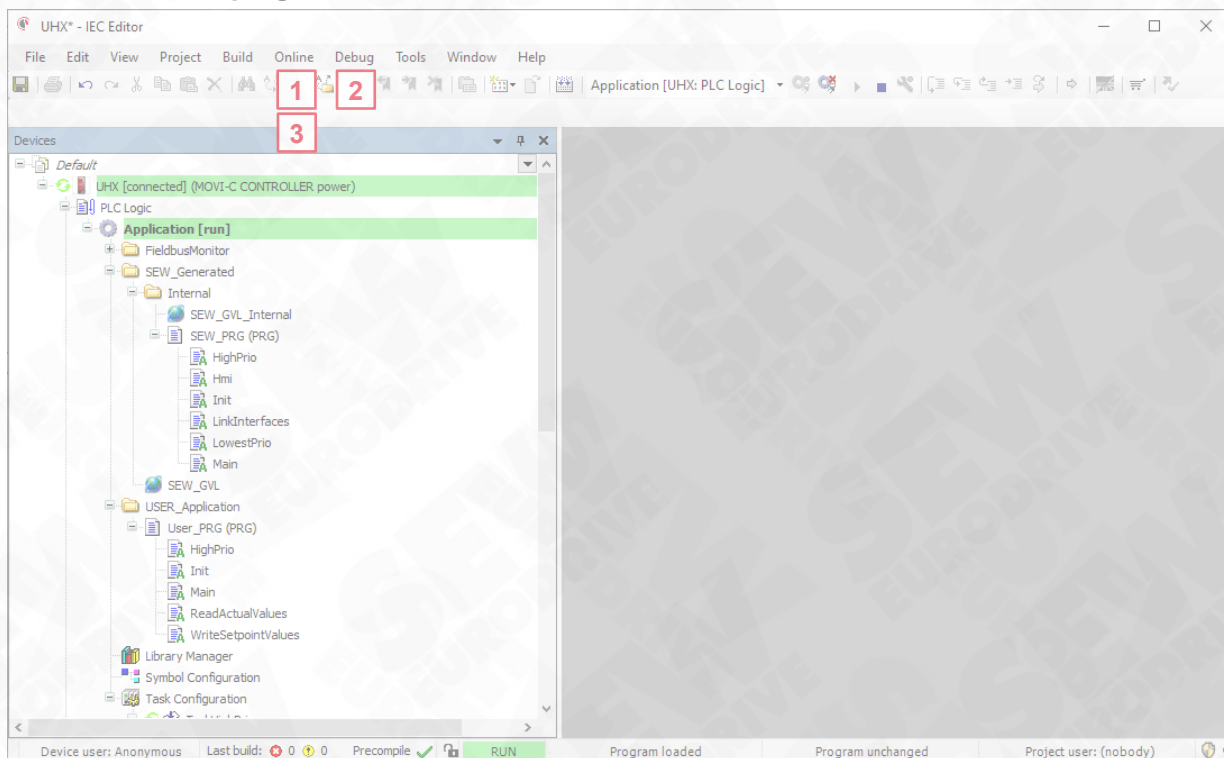 UHX* - IEC Editor
File Edit View Project Build Online Debug Tools Window Help
1 2 Application [UHX: PLC Logic]
3
Devices
Default
UHX [connected] (MOVI-C CONTROLLER power)
PLC Logic
Application [run]
FieldbusMonitor
SEW_Generated
Internal
SEW_GVL_Internal
SEW_PRG (PRG)
HighPrio
Hmi
Init
LinkInterfaces
LowestPrio
Main
SEW_GVL
USER_Application
User_PRG (PRG)
HighPrio
Init
Main
ReadActualValues
WriteSetpointValues
Library Manager
Symbol Configuration
Task Configuration
Device user: Anonymous Last build: 0 0 Precompile RUN Program loaded Program unchanged Project user: (nobody)